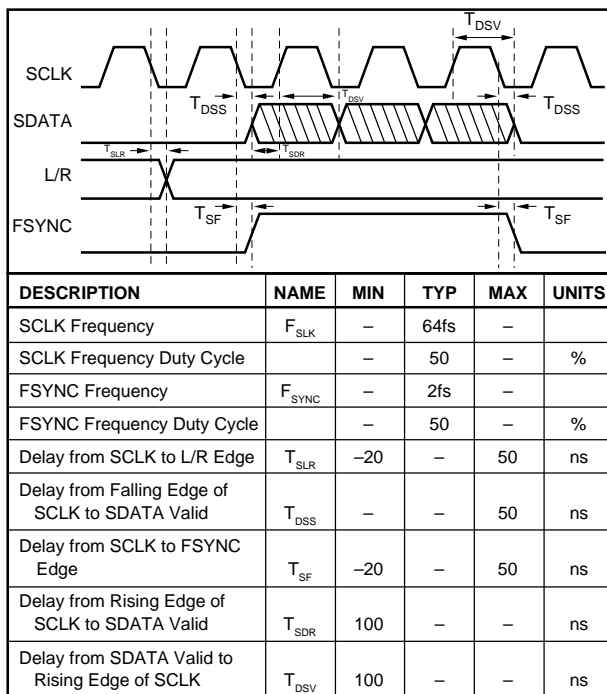 T_DSV
SCLK
T_DSS T_DSV T_DSS
SDATA
T_SLR T_SDR
L/R
T_SF T_SF
FSYNC
DESCRIPTION NAME MIN TYP MAX UNITS
SCLK Frequency F_SLK – 64fs –
SCLK Frequency Duty Cycle – 50 – %
FSYNC Frequency F_SYNC – 2fs –
FSYNC Frequency Duty Cycle – 50 – %
Delay from SCLK to L/R Edge T_SLR –20 – 50 ns
Delay from Falling Edge of
SCLK to SDATA Valid T_DSS – – 50 ns
Delay from SCLK to FSYNC
Edge T_SF –20 – 50 ns
Delay from Rising Edge of
SCLK to SDATA Valid T_SDR 100 – – ns
Delay from SDATA Valid to
Rising Edge of SCLK T_DSV 100 – – ns